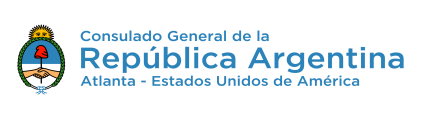 Consulado General de la
República Argentina
Atlanta - Estados Unidos de América